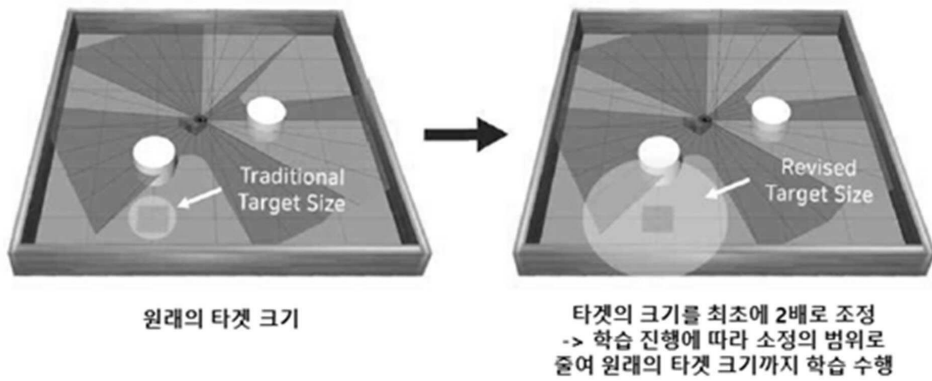 Traditional
Target Size
Revised
Target Size
원래의 타겟 크기
타겟의 크기를 최초에 2배로 조정
-> 학습 진행에 따라 소정의 범위로
줄여 원래의 타겟 크기까지 학습 수행